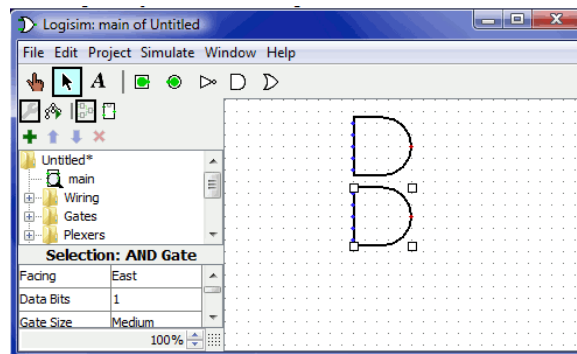 Logisim: main of Untitled
File Edit Project Simulate Window Help
A
Untitled*
main
Wiring
Gates
Plexers
Selection: AND Gate
Facing East
Data Bits 1
Gate Size Medium
100%